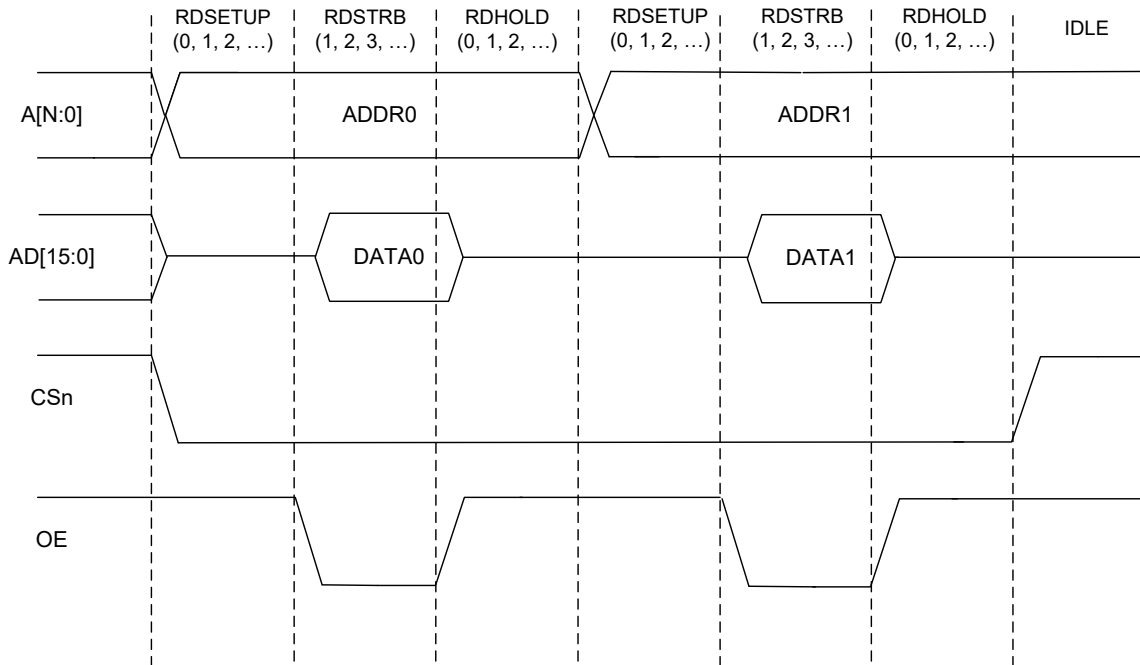 RDSETUP RDSTRB RDHOLD RDSETUP RDSTRB RDHOLD IDLE
(0, 1, 2, …) (1, 2, 3, …) (0, 1, 2, …) (0, 1, 2, …) (1, 2, 3, …) (0, 1, 2, …)
A[N:0] ADDR0 ADDR1
AD[15:0] DATA0 DATA1
CSn
OE